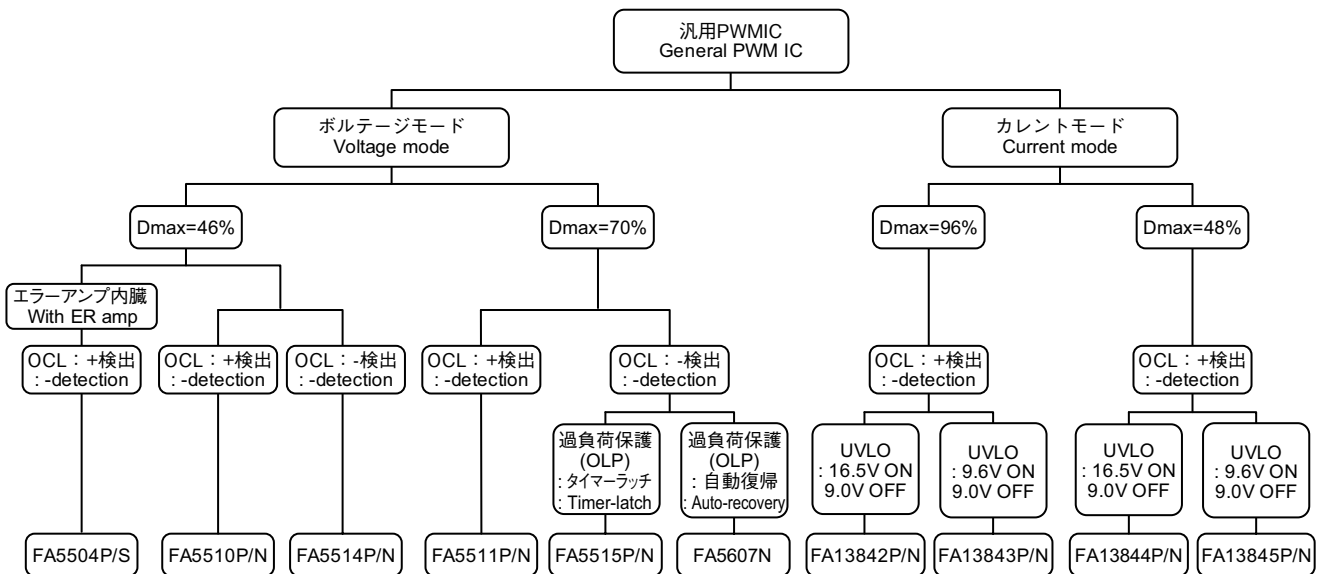 汎用PWMIC
General PWM IC
ボルテージモード
Voltage mode
カレントモード
Current mode
Dmax=46%
Dmax=70%
Dmax=96%
Dmax=48%
エラーアンプ内臓
With ER amp
OCL：+検出
: -detection
OCL：+検出
: -detection
OCL：-検出
: -detection
OCL：+検出
: -detection
OCL：-検出
: -detection
OCL：+検出
: -detection
OCL：+検出
: -detection
過負荷保護
(OLP)
: タイマーラッチ
: Timer-latch
過負荷保護
(OLP)
: 自動復帰
: Auto-recovery
UVLO
: 16.5V ON
9.0V OFF
UVLO
: 9.6V ON
9.0V OFF
UVLO
: 16.5V ON
9.0V OFF
UVLO
: 9.6V ON
9.0V OFF
FA5504P/S
FA5510P/N
FA5514P/N
FA5511P/N
FA5515P/N
FA5607N
FA13842P/N
FA13843P/N
FA13844P/N
FA13845P/N